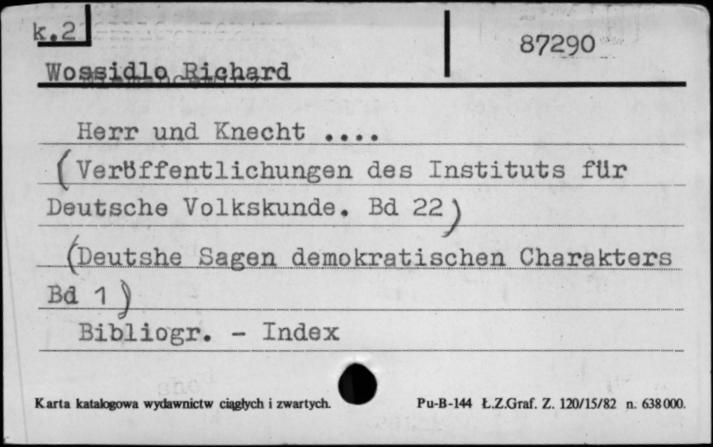 k.2
87290
Wossidlo Richard
Herr und Knecht ....
(Veröffentlichungen des Instituts für
Deutsche Volkskunde. Bd 22)
(Deutshe Sagen demokratischen Charakters
Bd 1)
Bibliogr. - Index
Karta katalogowa wydawnictw ciągłych i zwartych.
Pu-B-144 Ł.Z.Graf. Z. 120/15/82 n. 638000.